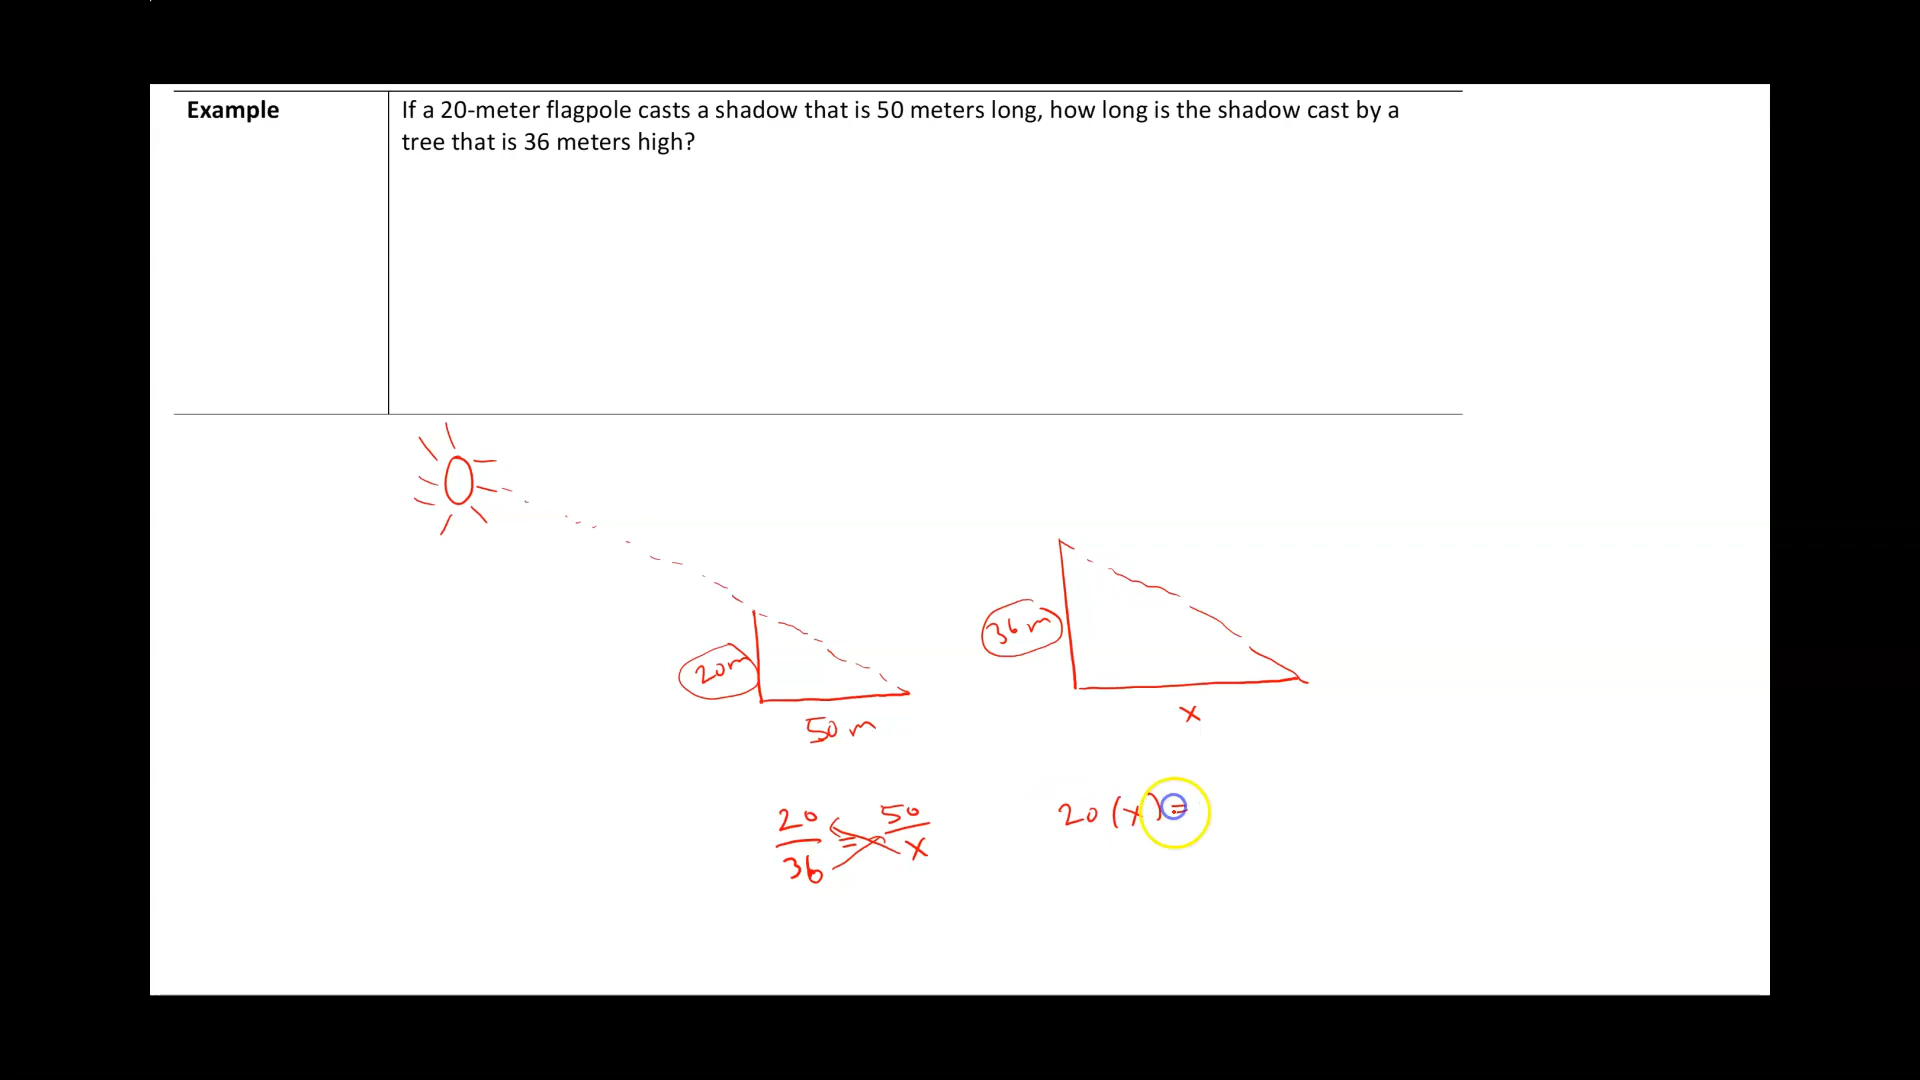 Example
If a 20-meter flagpole casts a shadow that is 50 meters long, how long is the shadow cast by a
tree that is 36 meters high?
36 m
20m
50 m
x
20/36 = 50/x
20 (x) =